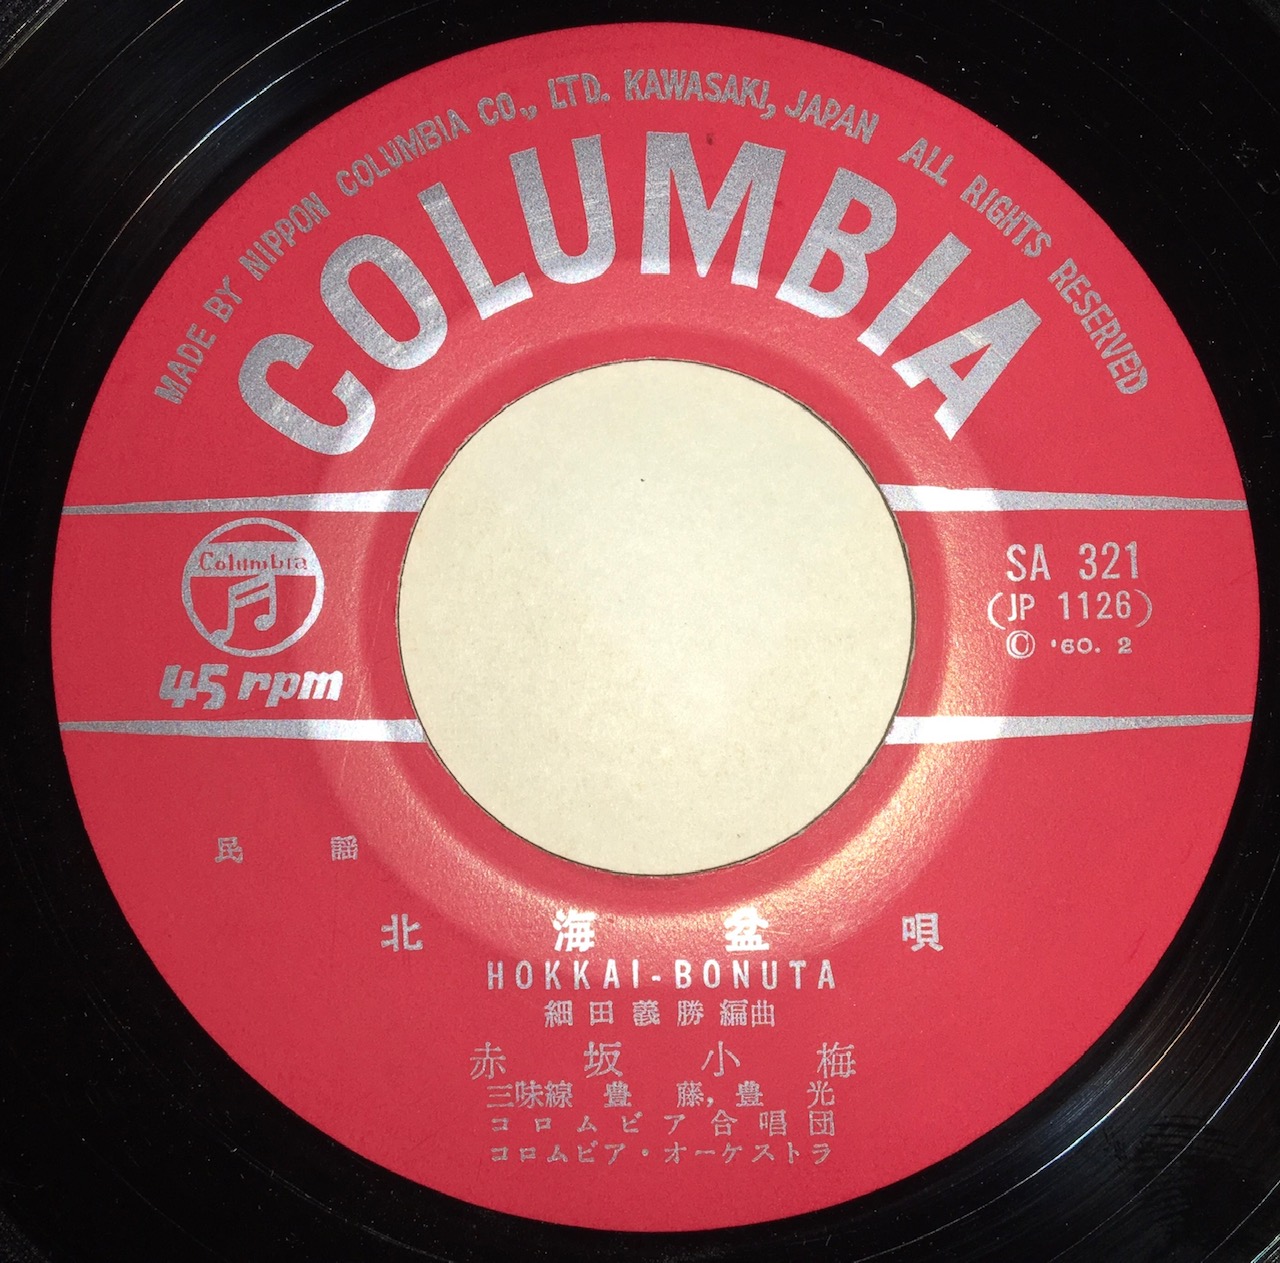 MADE BY NIPPON COLUMBIA CO., LTD. KAWASAKI, JAPAN ALL RIGHTS RESERVED
COLUMBIA
Columbia
45 rpm
SA 321
(JP 1126)
© '60. 2
民謡
北海盆唄
HOKKAI-BONUTA
細田義勝編曲
赤坂小梅
三味線 豊藤, 豊光
コロムビア合唱団
コロムビア・オーケストラ